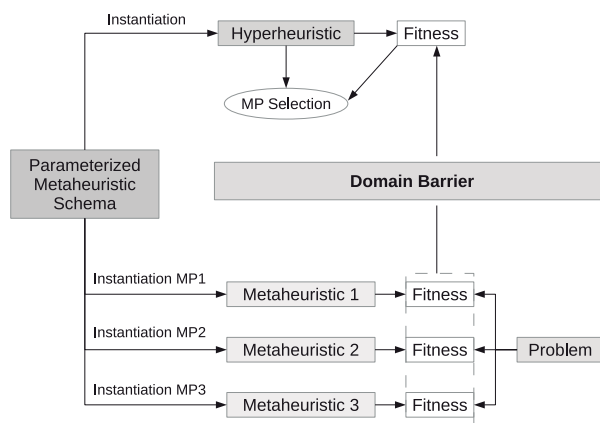 Instantiation
Hyperheuristic
Fitness
MP Selection
Parameterized
Metaheuristic
Schema
Domain Barrier
Instantiation MP1
Metaheuristic 1
Fitness
Instantiation MP2
Metaheuristic 2
Fitness
Problem
Instantiation MP3
Metaheuristic 3
Fitness